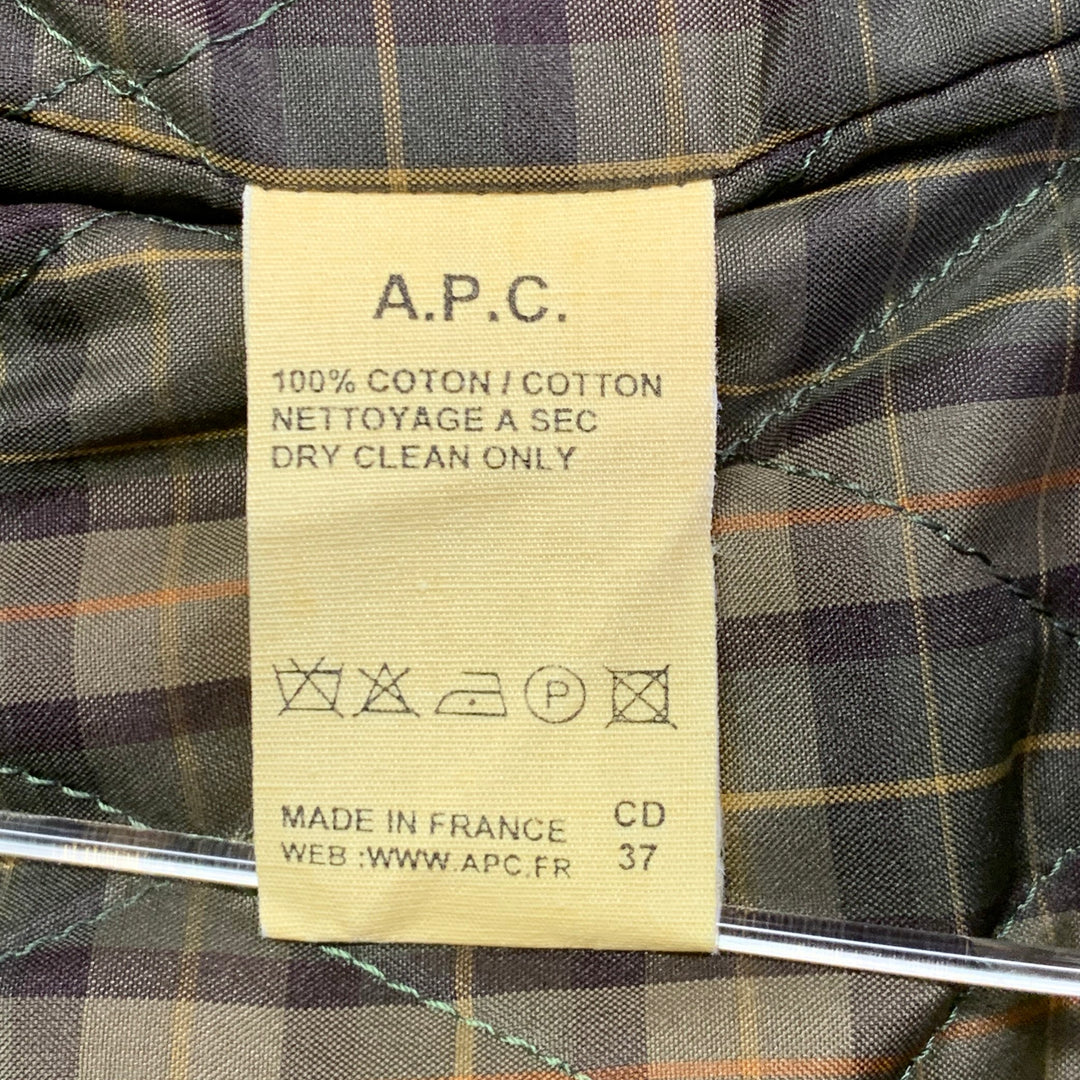 A.P.C.
100% COTON / COTTON
NETTOYAGE A SEC
DRY CLEAN ONLY
P
MADE IN FRANCE CD
WEB :WWW.APC.FR 37